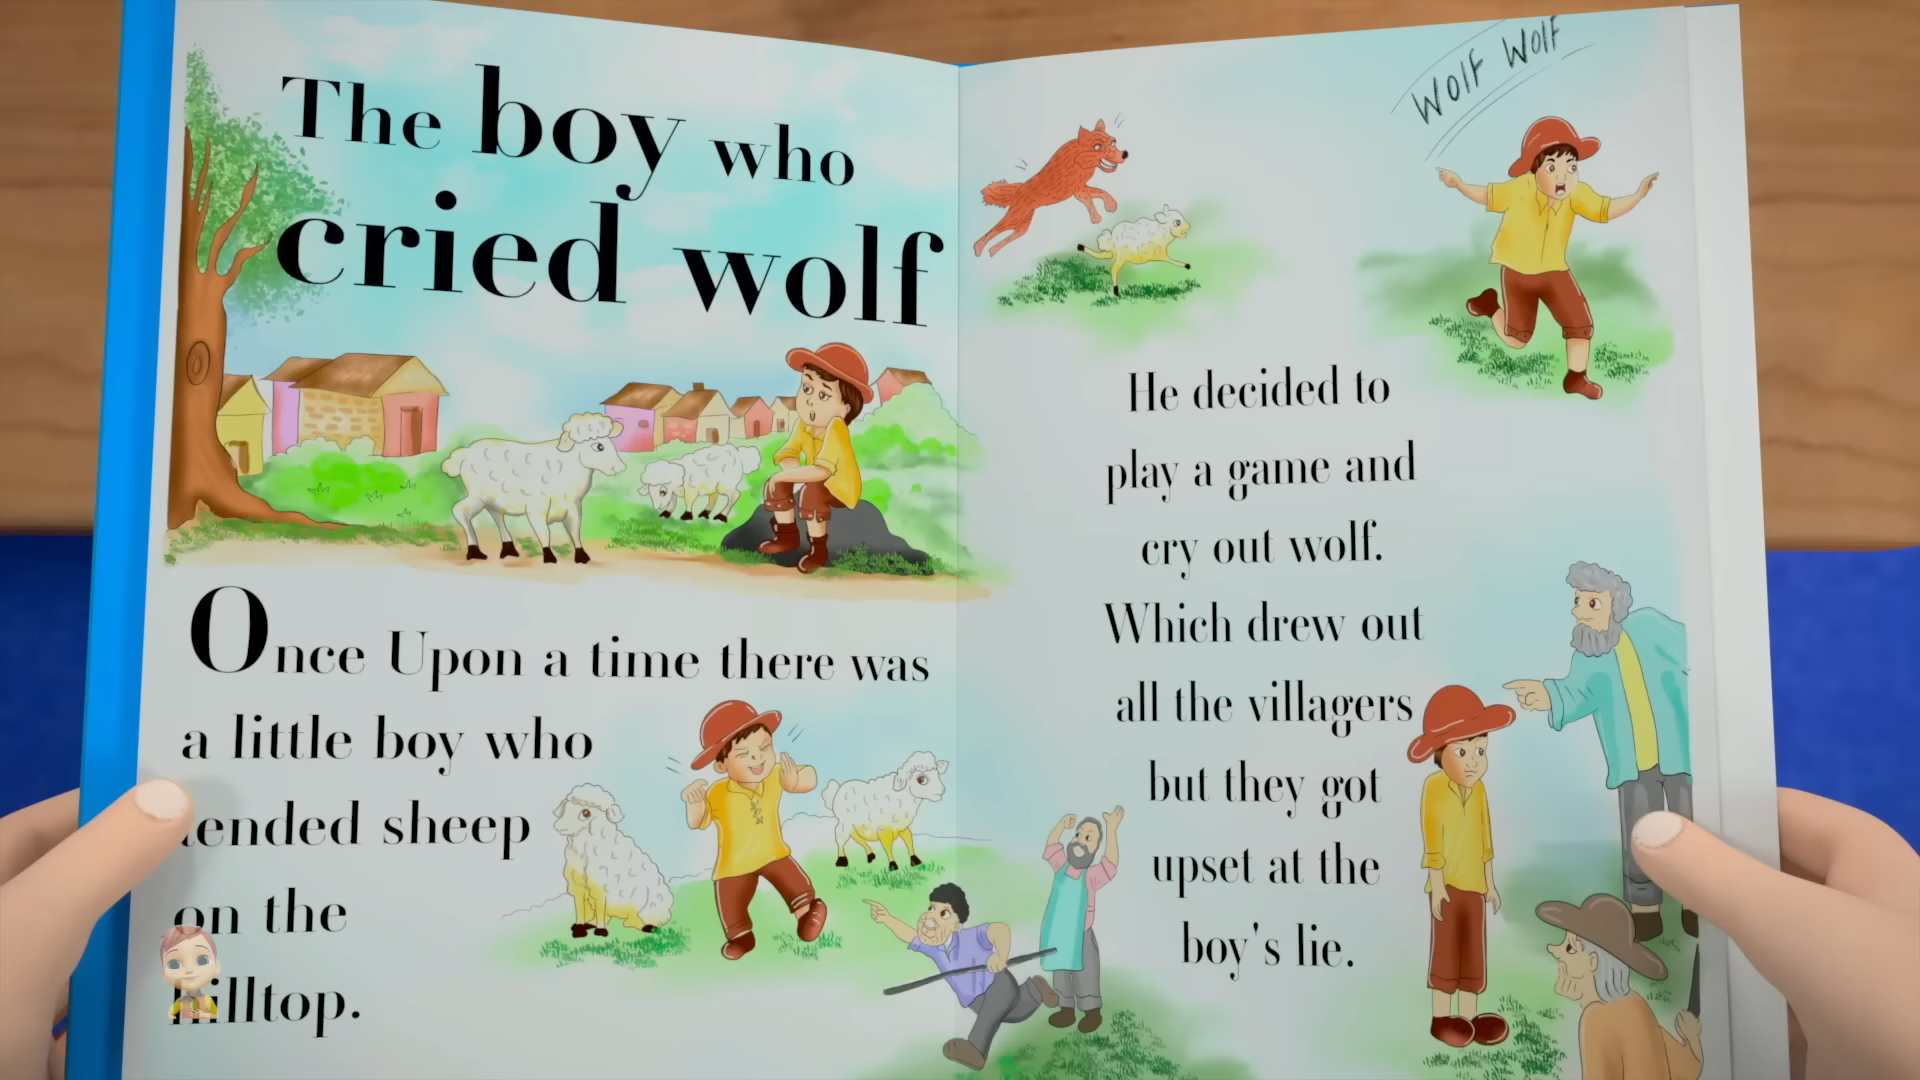 The boy who
cried wolf
Once Upon a time there was
a little boy who
tended sheep
on the
hilltop.
WOLF WOLF
He decided to
play a game and
cry out wolf.
Which drew out
all the villagers
but they got
upset at the
boy's lie.